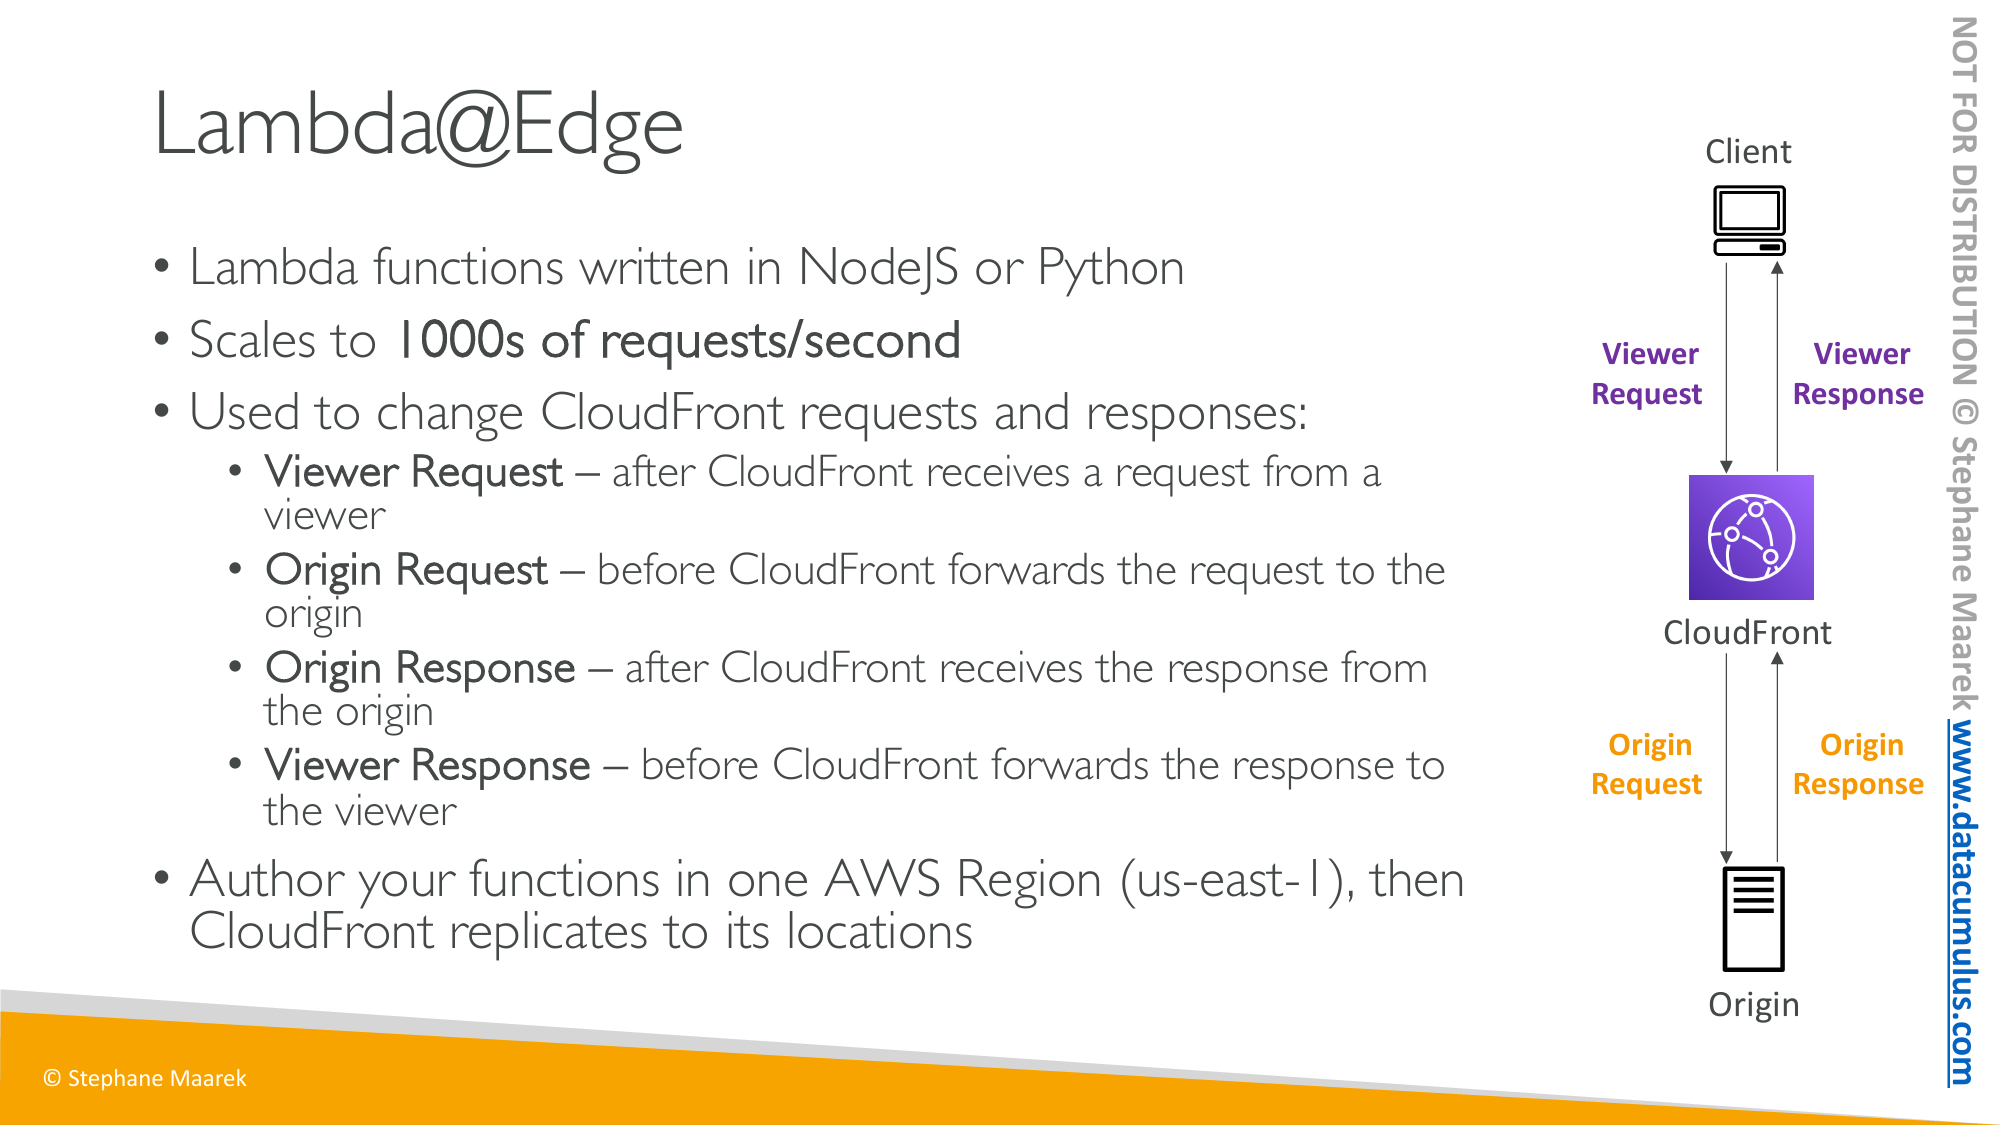 Lambda@Edge
• Lambda functions written in NodeJS or Python
• Scales to 1000s of requests/second
• Used to change CloudFront requests and responses:
• Viewer Request – after CloudFront receives a request from a
viewer
• Origin Request – before CloudFront forwards the request to the
origin
• Origin Response – after CloudFront receives the response from
the origin
• Viewer Response – before CloudFront forwards the response to
the viewer
• Author your functions in one AWS Region (us-east-1), then
CloudFront replicates to its locations
Client
Viewer
Request
Viewer
Response
CloudFront
Origin
Request
Origin
Response
Origin
NOT FOR DISTRIBUTION © Stephane Maarek www.datacumulus.com
© Stephane Maarek